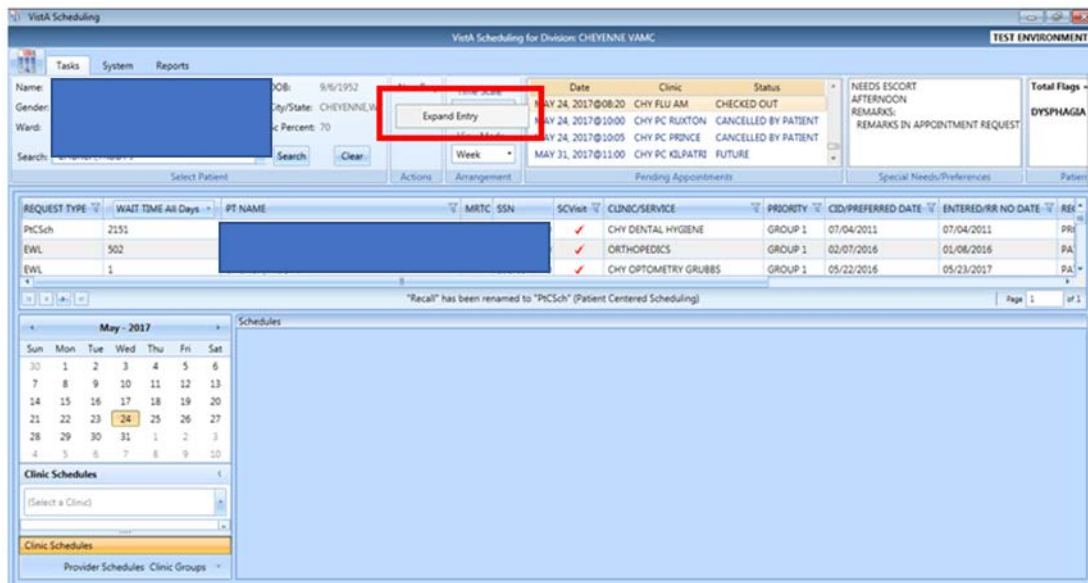 VistA Scheduling
VistA Scheduling for Division: CHEYENNE VAMC
TEST ENVIRONMENT
Tasks System Reports
Name:
DOB: 9/6/1952
Gender:
City/State: CHEYENNE,W
Ward:
Percent: 70
Search:
Search Clear
Select Patient
Expand Entry
Actions
Time Scale
View Mode
Week
Arrangement
Date Clinic Status
MAY 24, 2017@08:20 CHY FLU AM CHECKED OUT
MAY 24, 2017@10:00 CHY PC RUXTON CANCELLED BY PATIENT
MAY 24, 2017@10:05 CHY PC PRINCE CANCELLED BY PATIENT
MAY 31, 2017@11:00 CHY PC KILPATRI FUTURE
Pending Appointments
NEEDS ESCORT
AFTERNOON
REMARKS:
REMARKS IN APPOINTMENT REQUEST
Special Needs/Preferences
Total Flags -
DYSPHAGIA
Patien
REQUEST TYPE WAIT TIME All Days PT NAME MRTC SSN SCVisit CLINIC/SERVICE PRIORITY CID/PREFERRED DATE ENTERED/RR NO DATE
PtCSch 2151 CHY DENTAL HYGIENE GROUP 1 07/04/2011 07/04/2011 PR
EWL 502 ORTHOPEDICS GROUP 1 02/07/2016 01/08/2016 PA
EWL 1 CHY OPTOMETRY GRUBBS GROUP 1 05/22/2016 05/23/2017 PA
"Recall" has been renamed to "PtCSch" (Patient Centered Scheduling)
Page 1 of 1
May - 2017
Sun Mon Tue Wed Thu Fri Sat
30 1 2 3 4 5 6
7 8 9 10 11 12 13
14 15 16 17 18 19 20
21 22 23 24 25 26 27
28 29 30 31 1 2 3
4 5 6 7 8 9 10
Clinic Schedules
(Select a Clinic)
Clinic Schedules
Provider Schedules Clinic Groups
Schedules